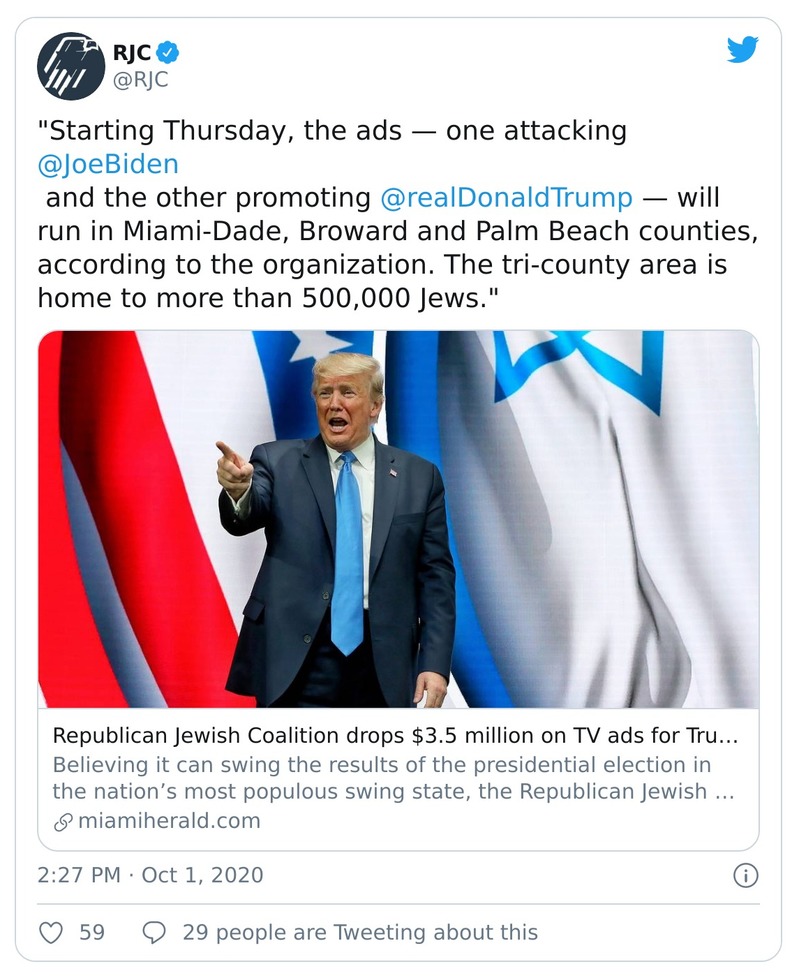 RJC
@RJC
"Starting Thursday, the ads — one attacking
@JoeBiden
and the other promoting @realDonaldTrump — will
run in Miami-Dade, Broward and Palm Beach counties,
according to the organization. The tri-county area is
home to more than 500,000 Jews."
Republican Jewish Coalition drops $3.5 million on TV ads for Tru…
Believing it can swing the results of the presidential election in
the nation’s most populous swing state, the Republican Jewish …
miamiherald.com
2:27 PM · Oct 1, 2020
59
29 people are Tweeting about this